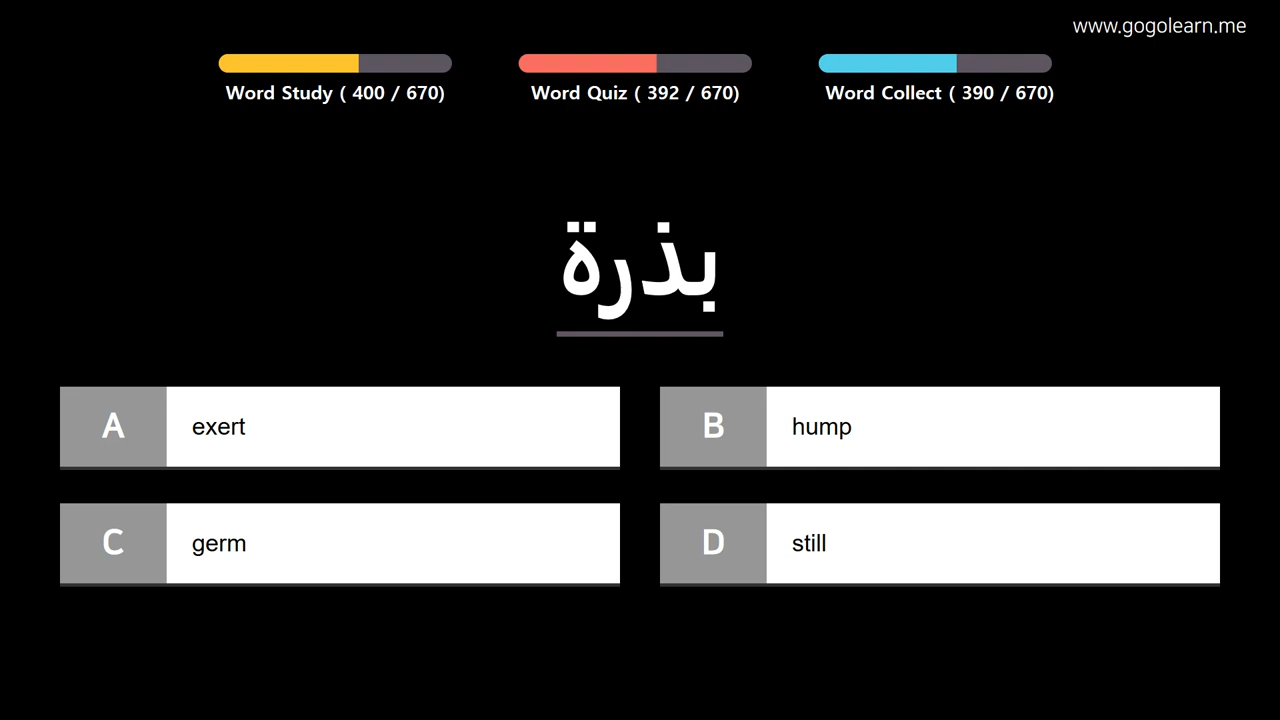 www.gogolearn.me
Word Study ( 400 / 670)
Word Quiz ( 392 / 670)
Word Collect ( 390 / 670)
بذرة
A exert
B hump
C germ
D still